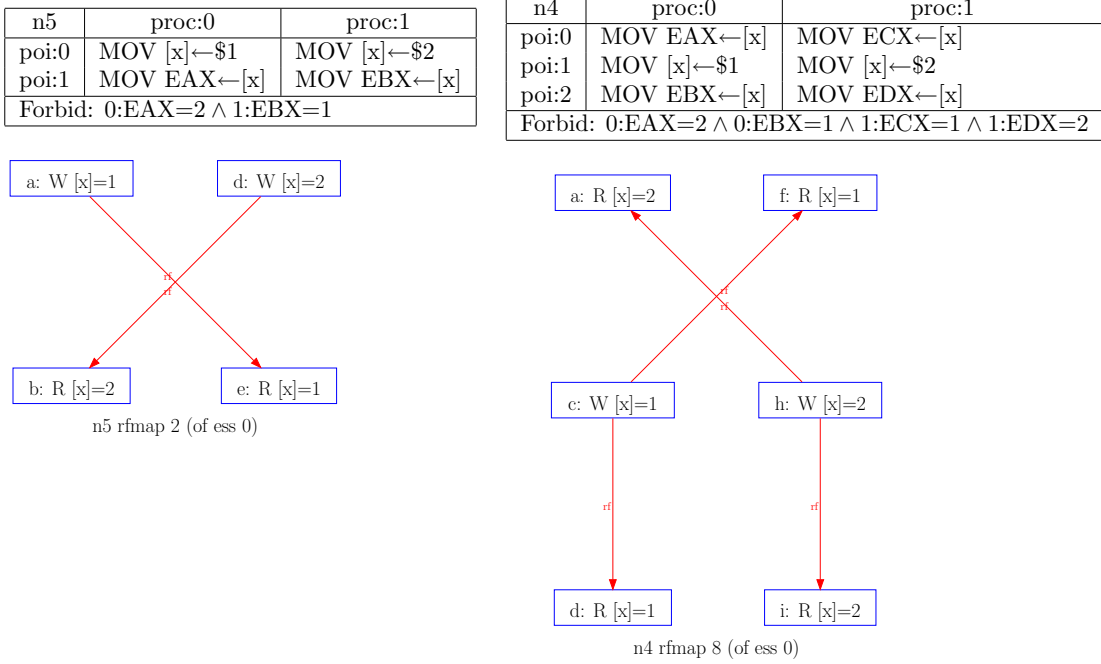 n5 proc:0 proc:1
poi:0 MOV [x]←$1 MOV [x]←$2
poi:1 MOV EAX←[x] MOV EBX←[x]
Forbid: 0:EAX=2 ∧ 1:EBX=1
a: W [x]=1 d: W [x]=2
rf
rf
b: R [x]=2 e: R [x]=1
n5 rfmap 2 (of ess 0)
n4 proc:0 proc:1
poi:0 MOV EAX←[x] MOV ECX←[x]
poi:1 MOV [x]←$1 MOV [x]←$2
poi:2 MOV EBX←[x] MOV EDX←[x]
Forbid: 0:EAX=2 ∧ 0:EBX=1 ∧ 1:ECX=1 ∧ 1:EDX=2
a: R [x]=2 f: R [x]=1
rf
rf
c: W [x]=1 h: W [x]=2
rf rf
d: R [x]=1 i: R [x]=2
n4 rfmap 8 (of ess 0)